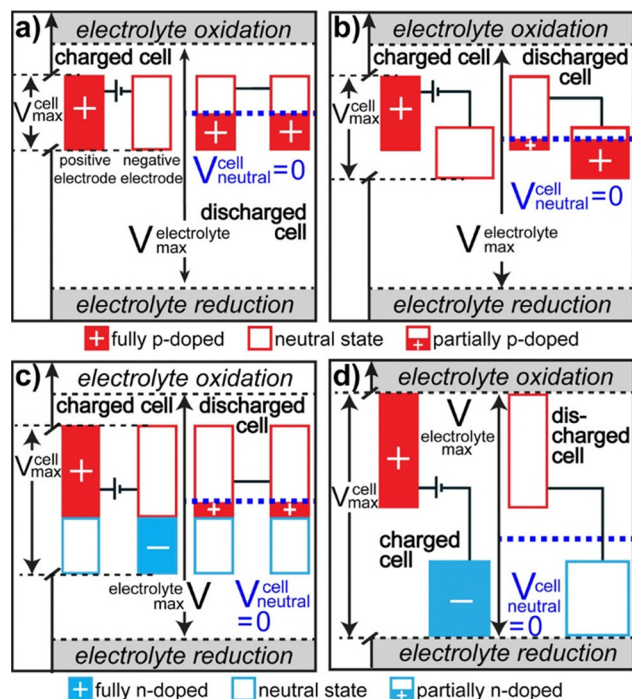 a)
electrolyte oxidation
charged cell
+
V cell max
positive electrode
negative electrode
+ +
V cell neutral = 0
discharged cell
V electrolyte max
electrolyte reduction
b)
electrolyte oxidation
charged cell
discharged cell
V cell max
+
+
+
V cell neutral = 0
V electrolyte max
electrolyte reduction
+ fully p-doped
neutral state
+ partially p-doped
c)
electrolyte oxidation
charged cell
discharged cell
V cell max
+
+ +
−
electrolyte max V
V cell neutral = 0
electrolyte reduction
d)
electrolyte oxidation
V electrolyte max
dis-
charged
cell
+
V cell max
charged
cell
−
V cell neutral = 0
electrolyte reduction
+ fully n-doped
neutral state
+ partially n-doped